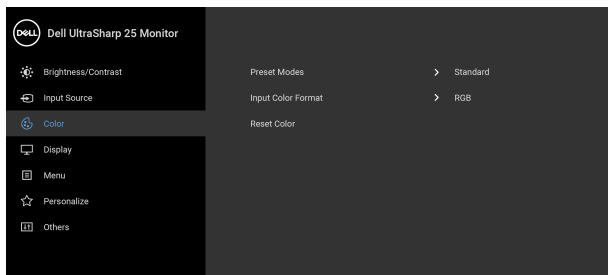 DELL Dell UltraSharp 25 Monitor
Brightness/Contrast
Input Source
Color
Display
Menu
Personalize
Others
Preset Modes > Standard
Input Color Format > RGB
Reset Color